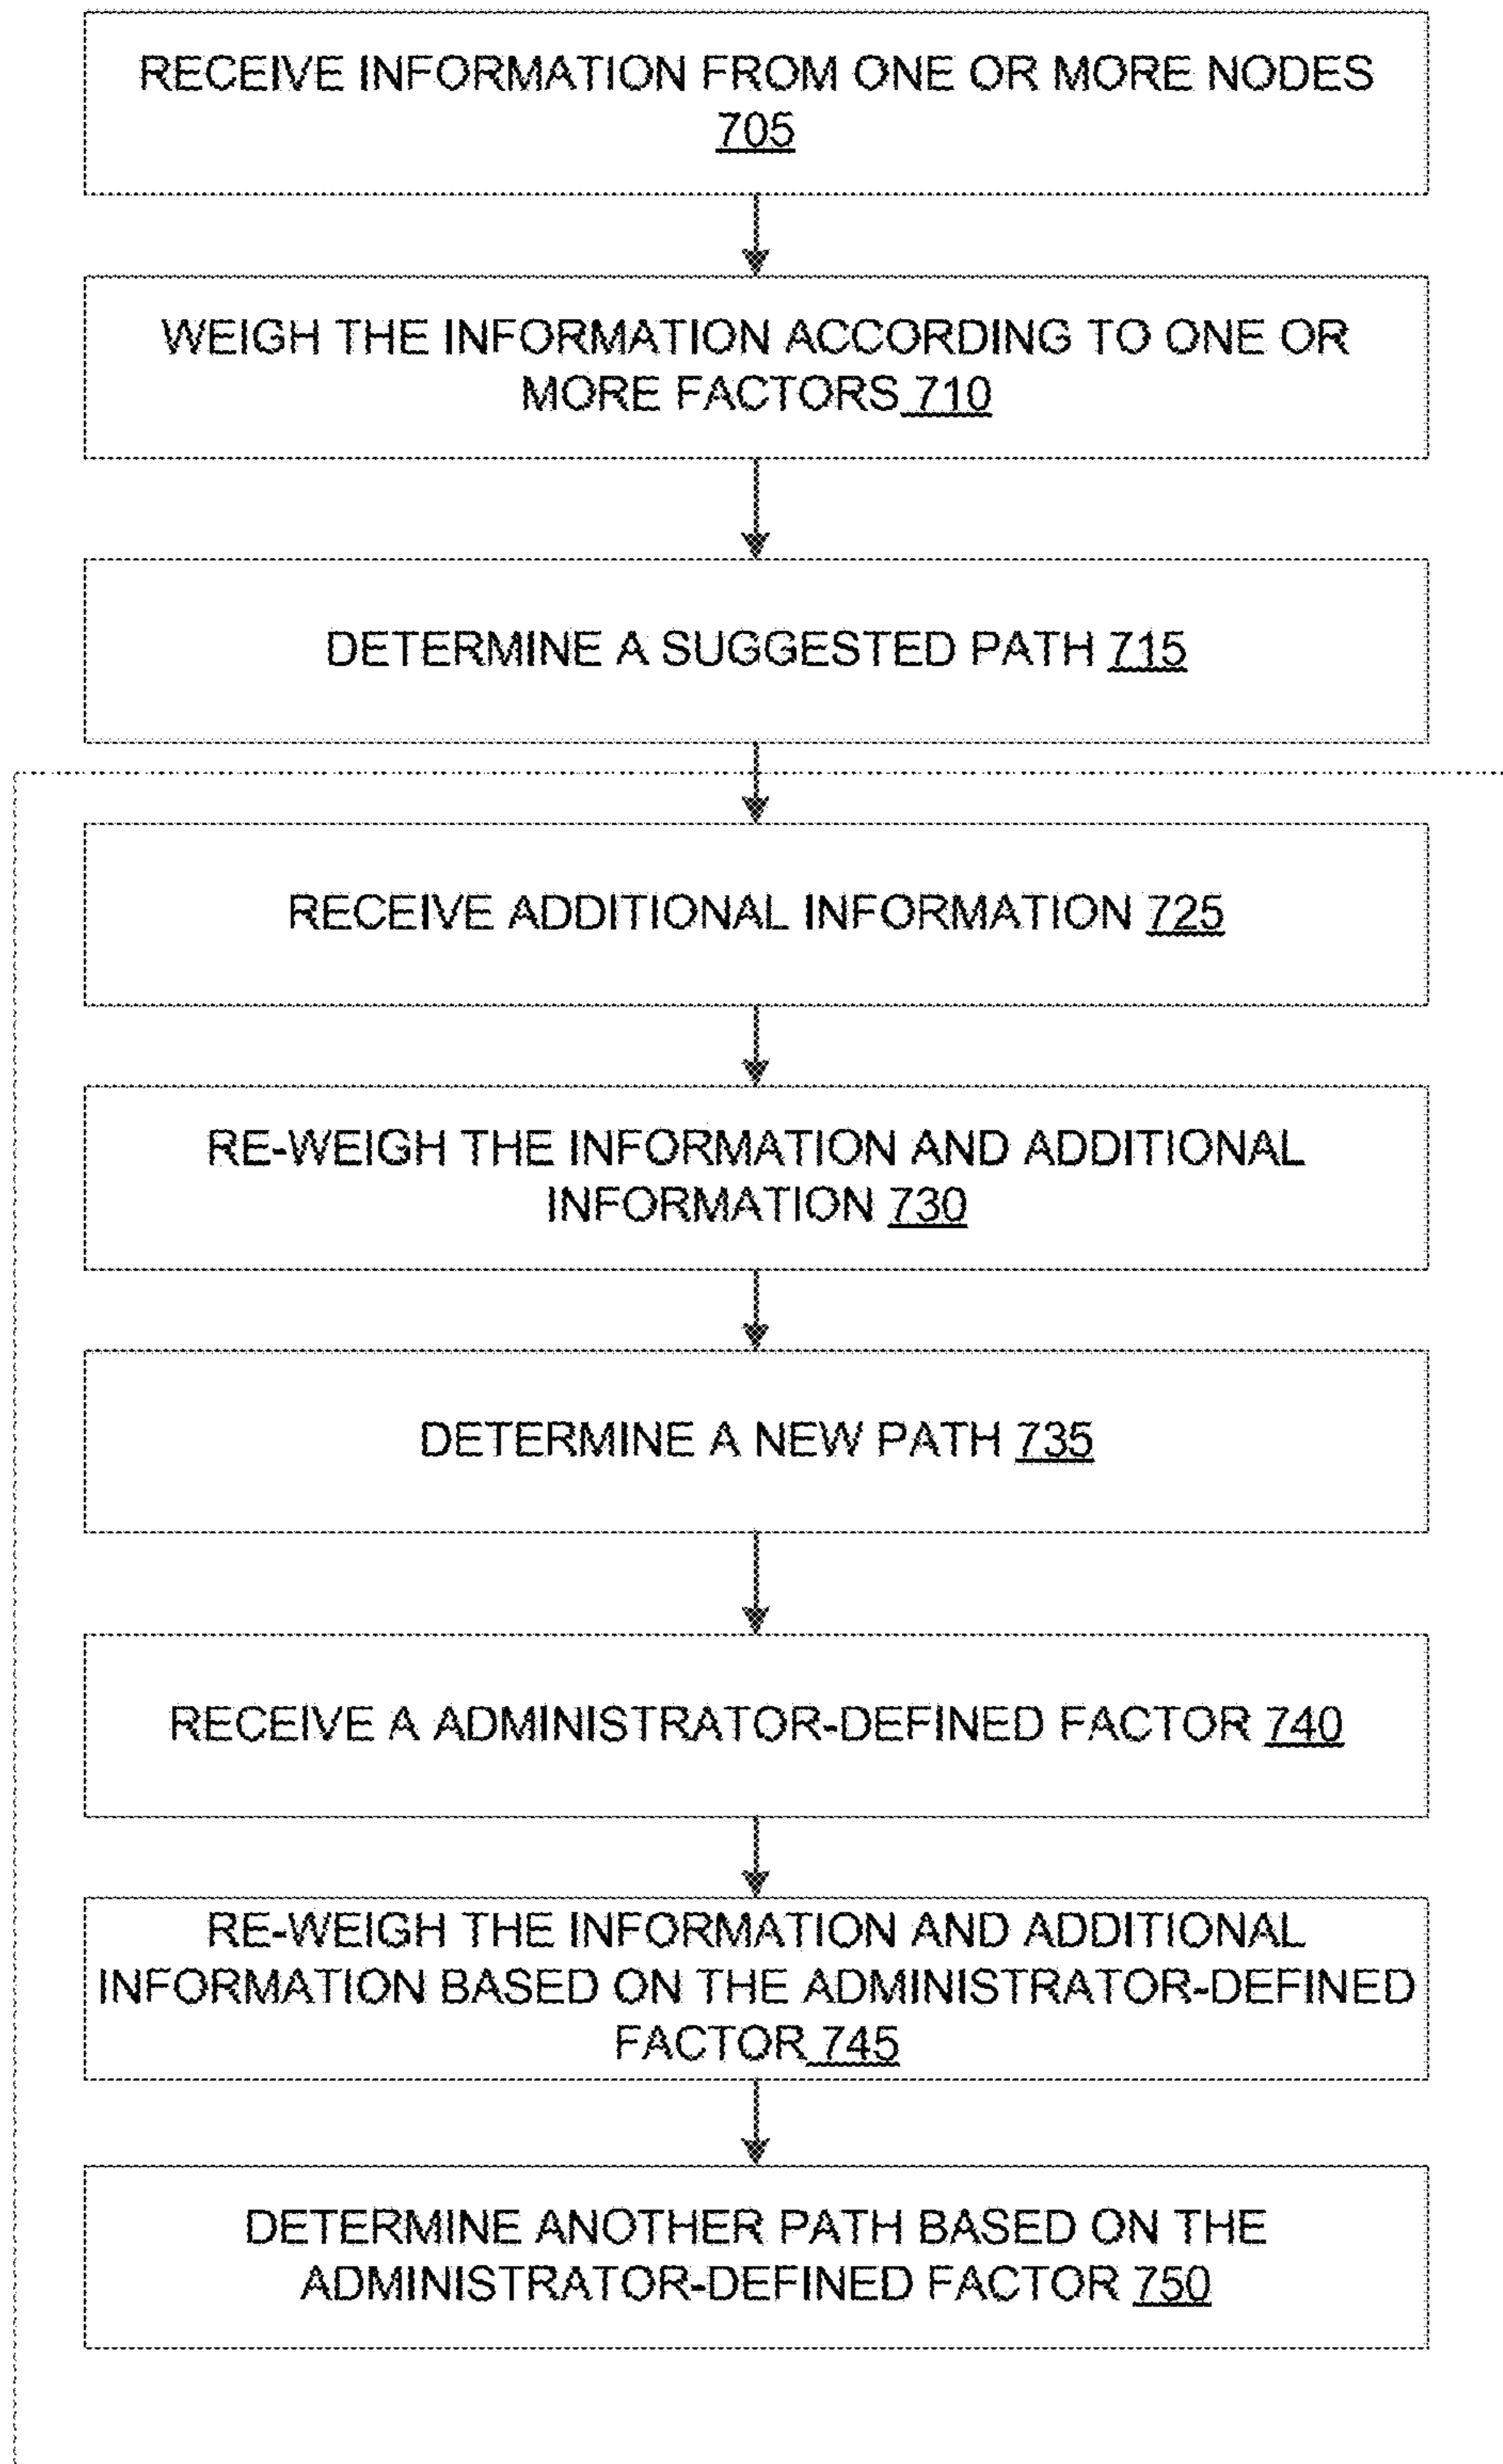 RECEIVE INFORMATION FROM ONE OR MORE NODES
705
WEIGH THE INFORMATION ACCORDING TO ONE OR
MORE FACTORS 710
DETERMINE A SUGGESTED PATH 715
RECEIVE ADDITIONAL INFORMATION 725
RE-WEIGH THE INFORMATION AND ADDITIONAL
INFORMATION 730
DETERMINE A NEW PATH 735
RECEIVE A ADMINISTRATOR-DEFINED FACTOR 740
RE-WEIGH THE INFORMATION AND ADDITIONAL
INFORMATION BASED ON THE ADMINISTRATOR-DEFINED
FACTOR 745
DETERMINE ANOTHER PATH BASED ON THE
ADMINISTRATOR-DEFINED FACTOR 750